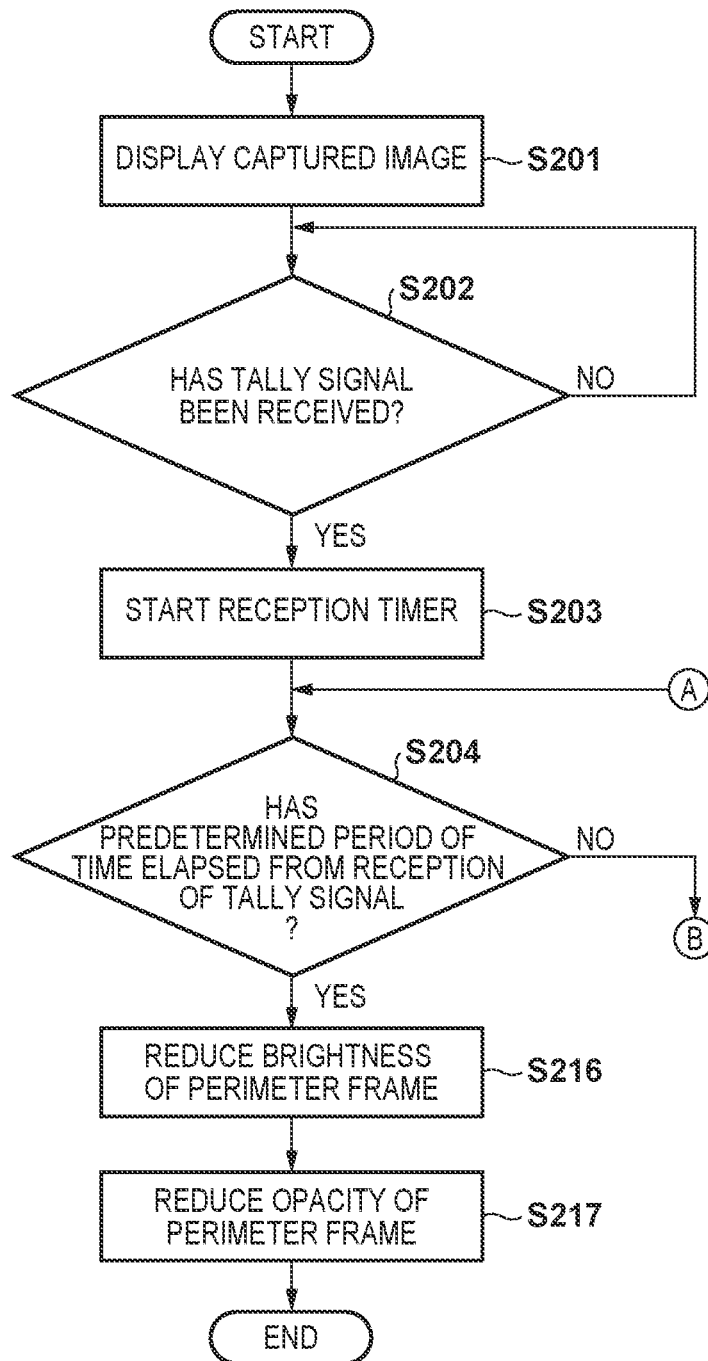 START
DISPLAY CAPTURED IMAGE
S201
S202
HAS TALLY SIGNAL
BEEN RECEIVED?
NO
YES
START RECEPTION TIMER
S203
A
S204
HAS
PREDETERMINED PERIOD OF
TIME ELAPSED FROM RECEPTION
OF TALLY SIGNAL
?
NO
B
YES
REDUCE BRIGHTNESS
OF PERIMETER FRAME
S216
REDUCE OPACITY OF
PERIMETER FRAME
S217
END